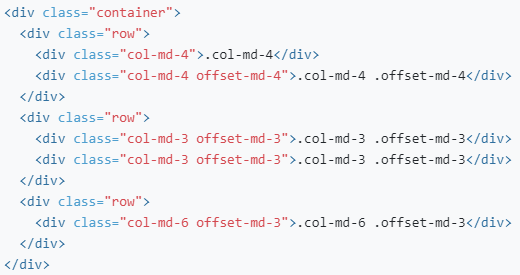 <div class="container">
  <div class="row">
    <div class="col-md-4">.col-md-4</div>
    <div class="col-md-4 offset-md-4">.col-md-4 .offset-md-4</div>
  </div>
  <div class="row">
    <div class="col-md-3 offset-md-3">.col-md-3 .offset-md-3</div>
    <div class="col-md-3 offset-md-3">.col-md-3 .offset-md-3</div>
  </div>
  <div class="row">
    <div class="col-md-6 offset-md-3">.col-md-6 .offset-md-3</div>
  </div>
</div>